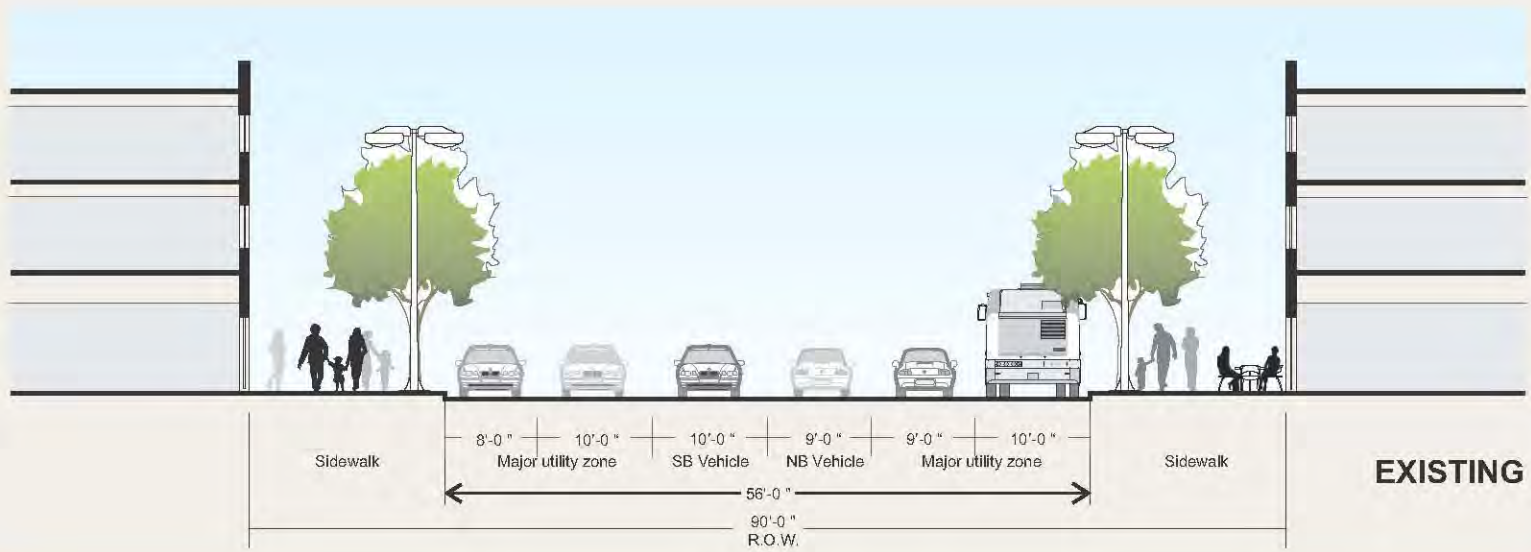 8'-0 " 10'-0 “ 10'-0 “ 9'-0 “ 9'-0 “ 10'-0 “
Sidewalk Major utility zone SB Vehicle NB Vehicle Major utility zone Sidewalk
EXISTING
56'-0 "
90'-0 "
R.O.W.